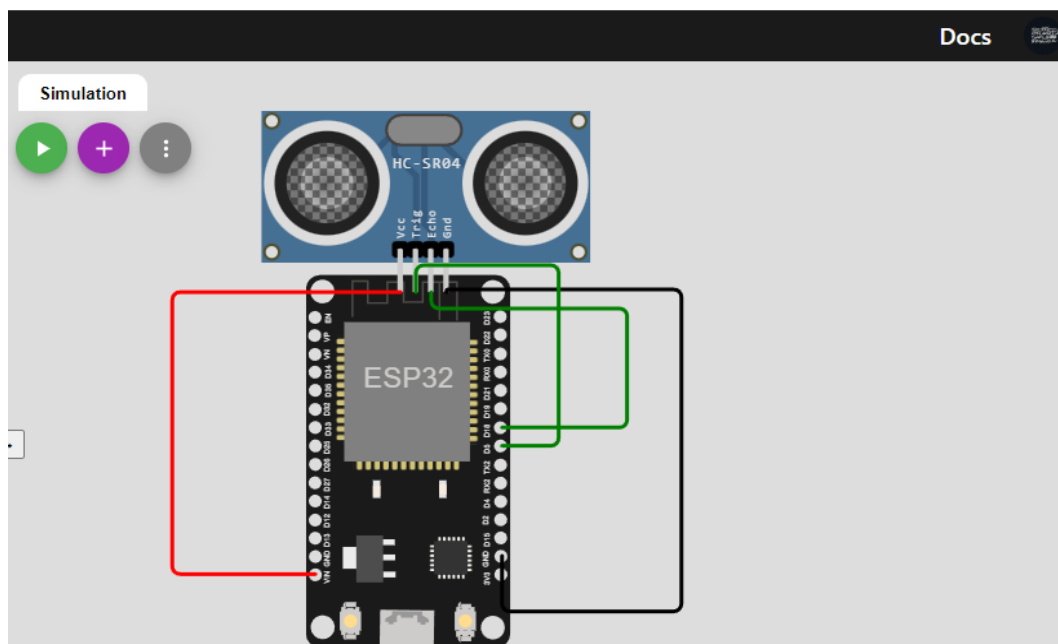 Docs
Simulation
HC-SR04
Vcc
Trig
Echo
Gnd
ESP32
EN
VP
VN
D34
D35
D32
D33
D25
D26
D27
D14
D12
D13
GND
VIN
D23
D22
TX0
RX0
D21
D19
D18
D5
TX2
RX2
D4
D2
D15
GND
3V3